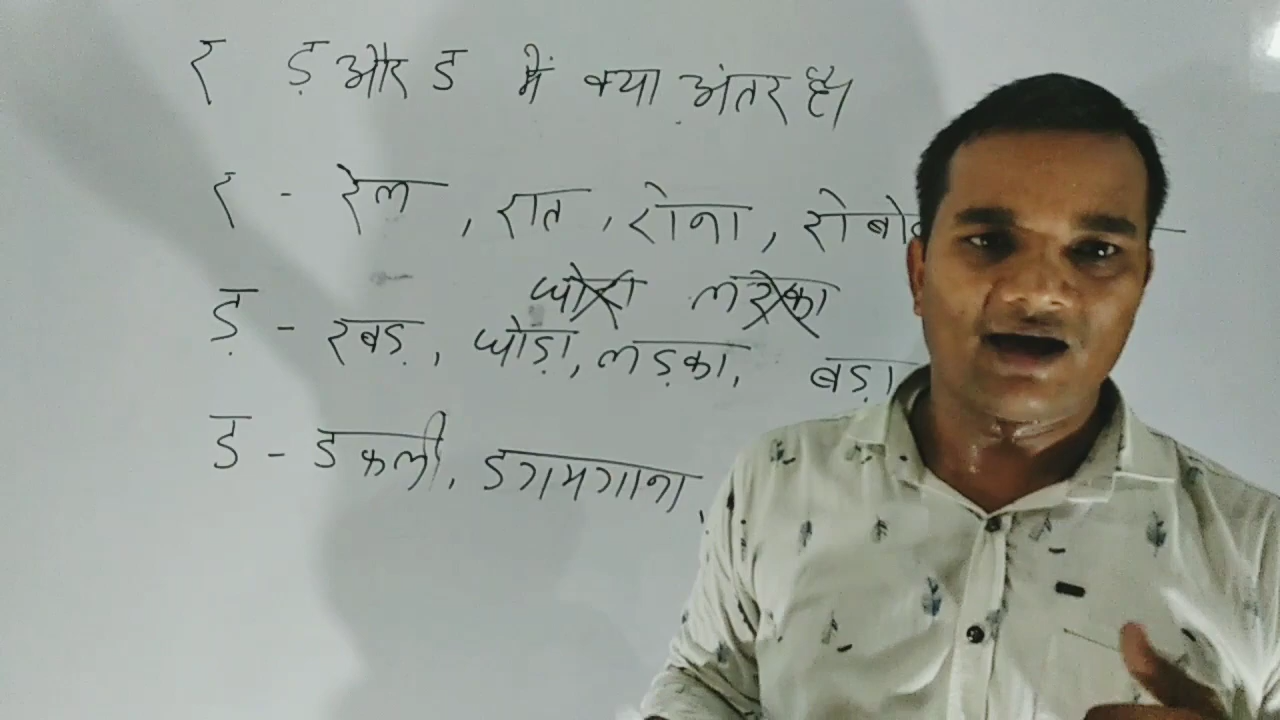 र ड़ और ड में क्या अंतर है।
र - रेल , रात , रोना , रोबो
घोरा लरका
ड़ - रबड़ , घोड़ा , लड़का , बड़ा
ड - डफली , डगमगाना ,